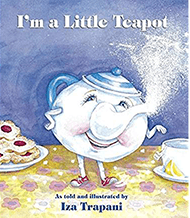 I'm a Little Teapot
As told and illustrated by
Iza Trapani